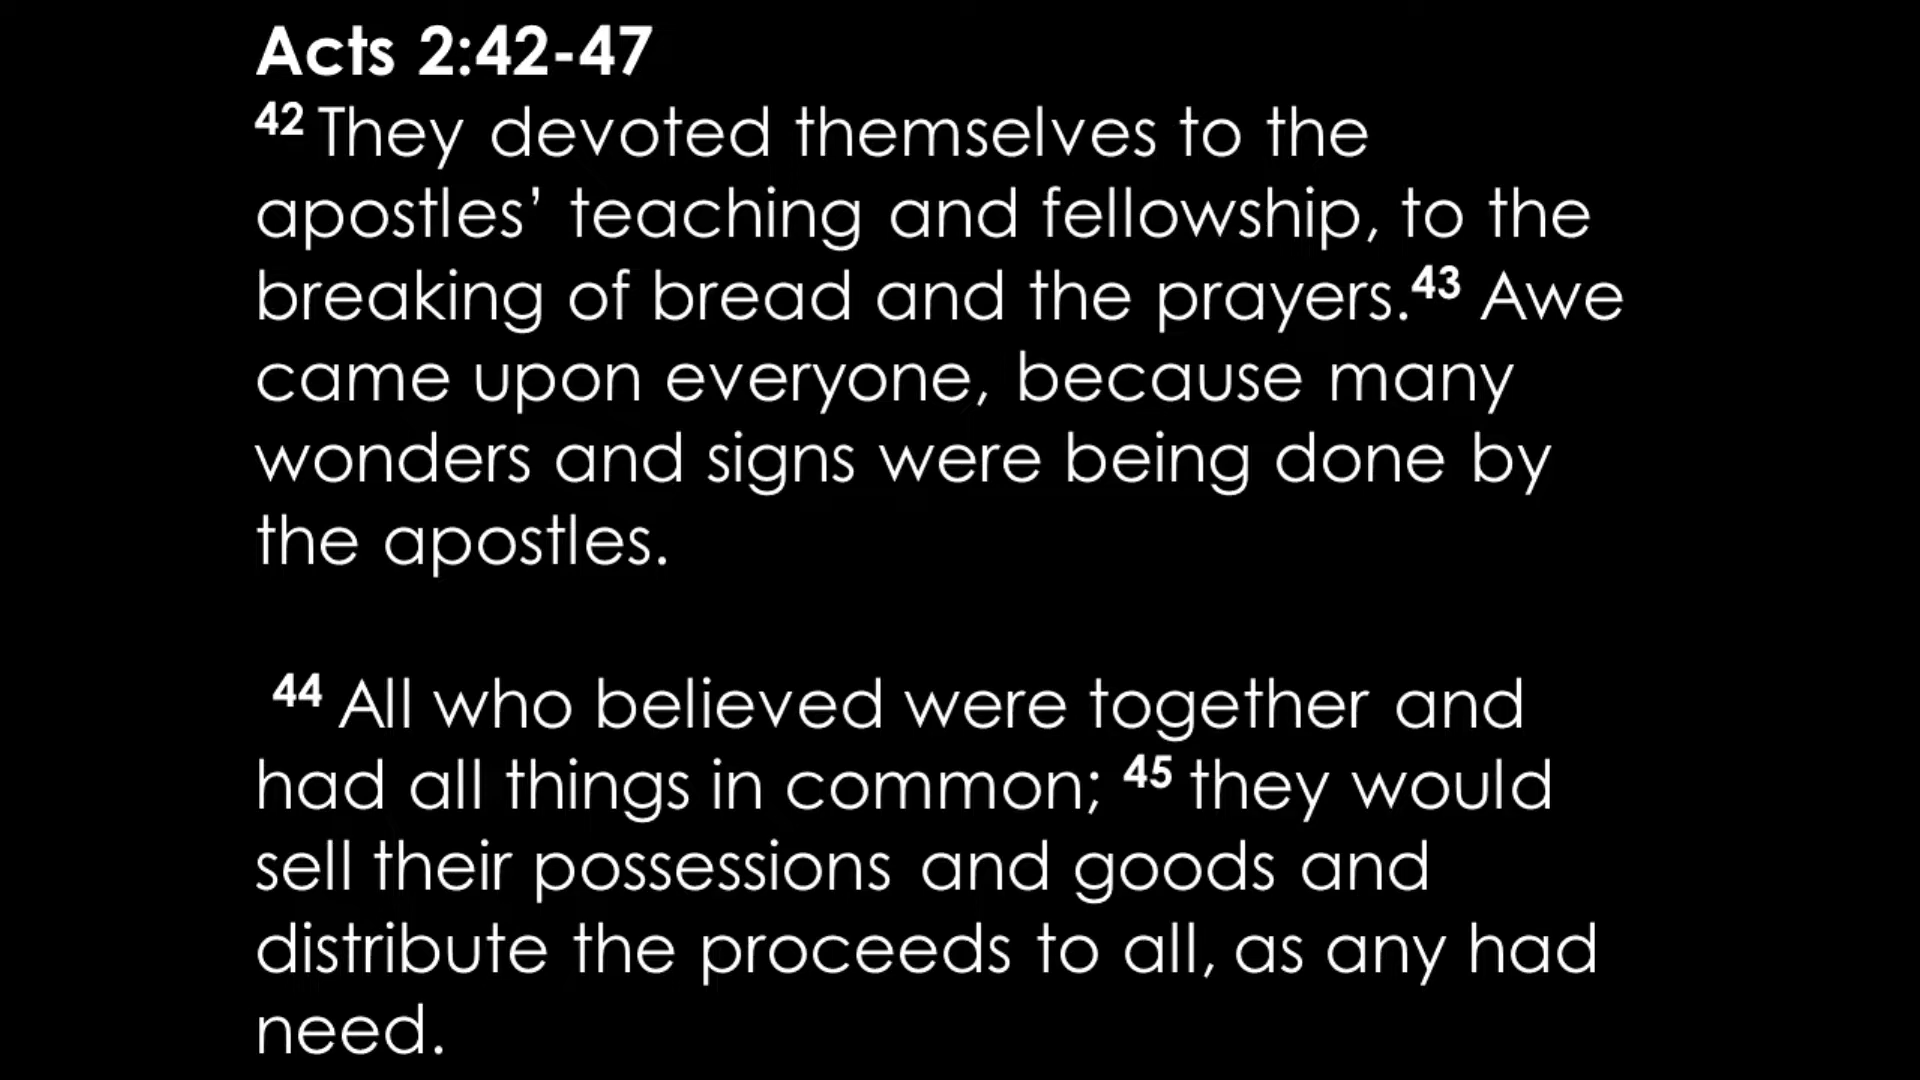 Acts 2:42-47
42 They devoted themselves to the
apostles’ teaching and fellowship, to the
breaking of bread and the prayers.43 Awe
came upon everyone, because many
wonders and signs were being done by
the apostles.
44 All who believed were together and
had all things in common; 45 they would
sell their possessions and goods and
distribute the proceeds to all, as any had
need.